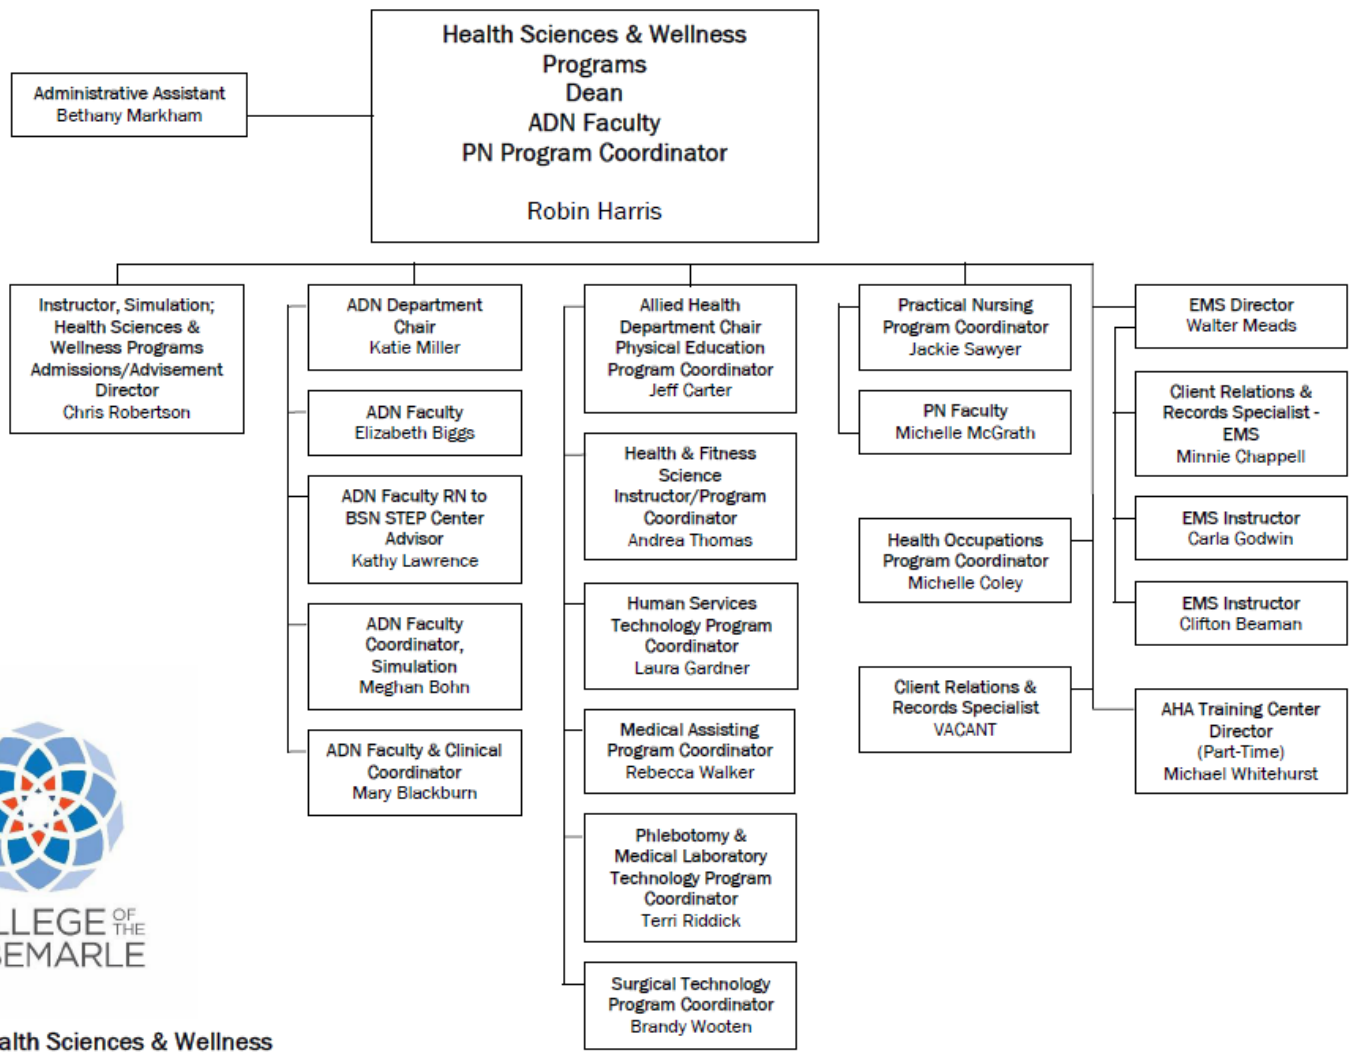 Health Sciences & Wellness
Programs
Dean
ADN Faculty
PN Program Coordinator
Robin Harris
Administrative Assistant
Bethany Markham
Instructor, Simulation;
Health Sciences &
Wellness Programs
Admissions/Advisement
Director
Chris Robertson
ADN Department
Chair
Katie Miller
ADN Faculty
Elizabeth Biggs
ADN Faculty RN to
BSN STEP Center
Advisor
Kathy Lawrence
ADN Faculty
Coordinator,
Simulation
Meghan Bohn
ADN Faculty & Clinical
Coordinator
Mary Blackburn
Allied Health
Department Chair
Physical Education
Program Coordinator
Jeff Carter
Health & Fitness
Science
Instructor/Program
Coordinator
Andrea Thomas
Human Services
Technology Program
Coordinator
Laura Gardner
Medical Assisting
Program Coordinator
Rebecca Walker
Phlebotomy &
Medical Laboratory
Technology Program
Coordinator
Terri Riddick
Surgical Technology
Program Coordinator
Brandy Wooten
Practical Nursing
Program Coordinator
Jackie Sawyer
PN Faculty
Michelle McGrath
Health Occupations
Program Coordinator
Michelle Coley
Client Relations &
Records Specialist
VACANT
EMS Director
Walter Meads
Client Relations &
Records Specialist -
EMS
Minnie Chappell
EMS Instructor
Carla Godwin
EMS Instructor
Clifton Beaman
AHA Training Center
Director
(Part-Time)
Michael Whitehurst
LLEGE OF THE
BEMARLE
alth Sciences & Wellness